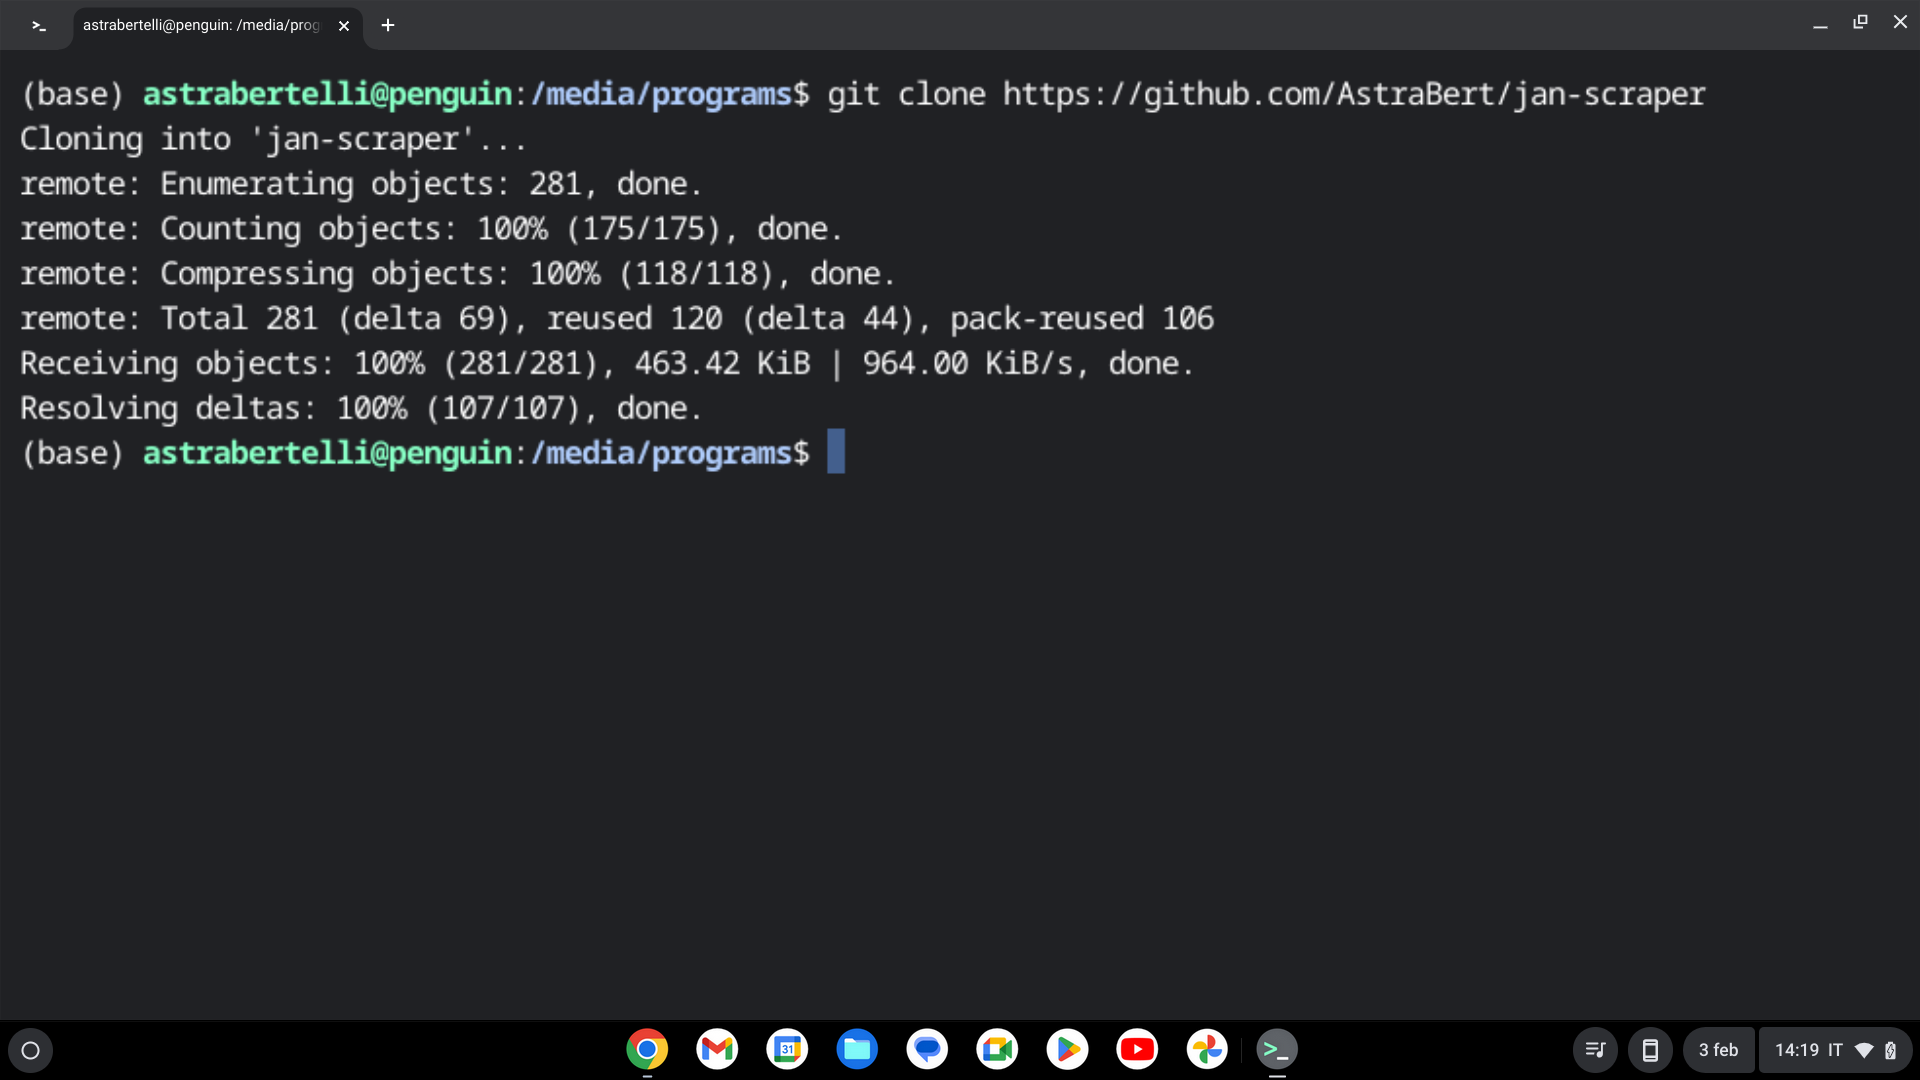 >_ astrabertelli@penguin: /media/prog
(base) astrabertelli@penguin:/media/programs$ git clone https://github.com/AstraBert/jan-scraper
Cloning into 'jan-scraper'...
remote: Enumerating objects: 281, done.
remote: Counting objects: 100% (175/175), done.
remote: Compressing objects: 100% (118/118), done.
remote: Total 281 (delta 69), reused 120 (delta 44), pack-reused 106
Receiving objects: 100% (281/281), 463.42 KiB | 964.00 KiB/s, done.
Resolving deltas: 100% (107/107), done.
(base) astrabertelli@penguin:/media/programs$
31 >_ 3 feb 14:19 IT